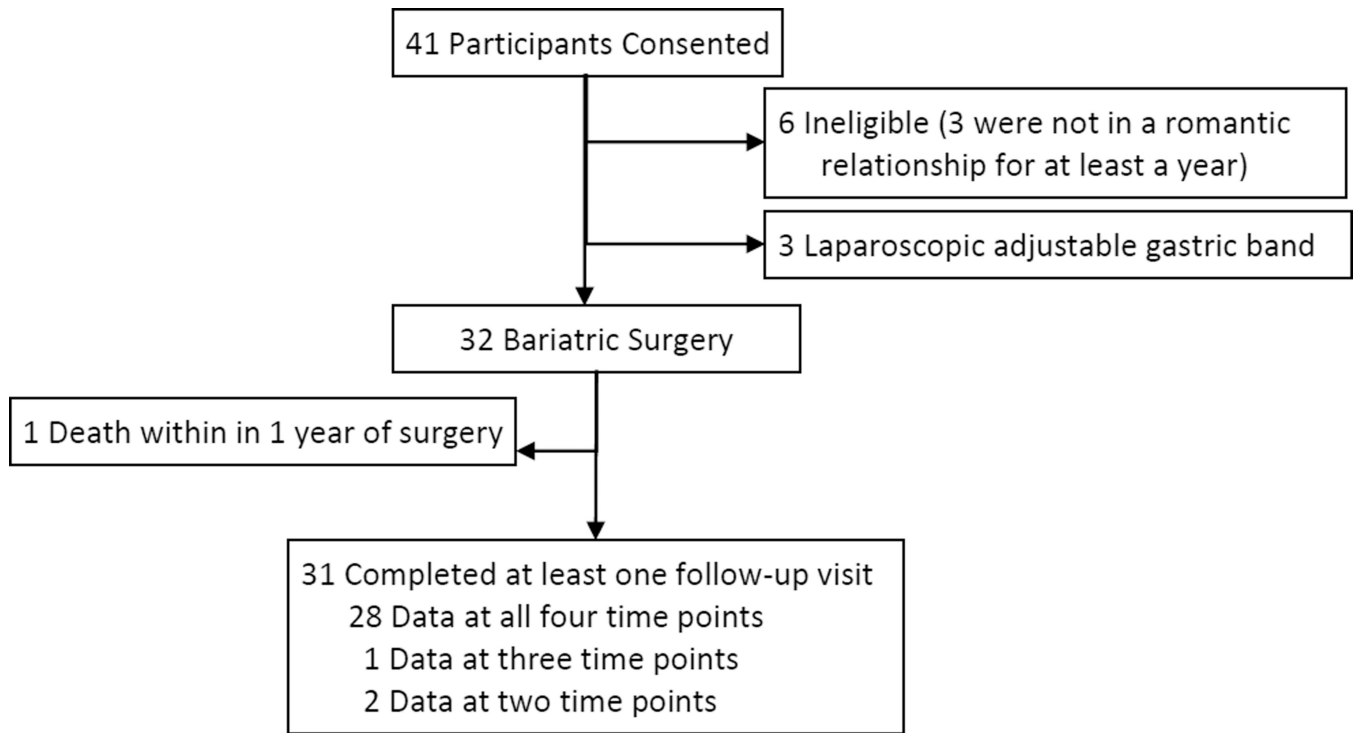 41 Participants Consented
6 Ineligible (3 were not in a romantic
relationship for at least a year)
3 Laparoscopic adjustable gastric band
32 Bariatric Surgery
1 Death within in 1 year of surgery
31 Completed at least one follow-up visit
28 Data at all four time points
1 Data at three time points
2 Data at two time points